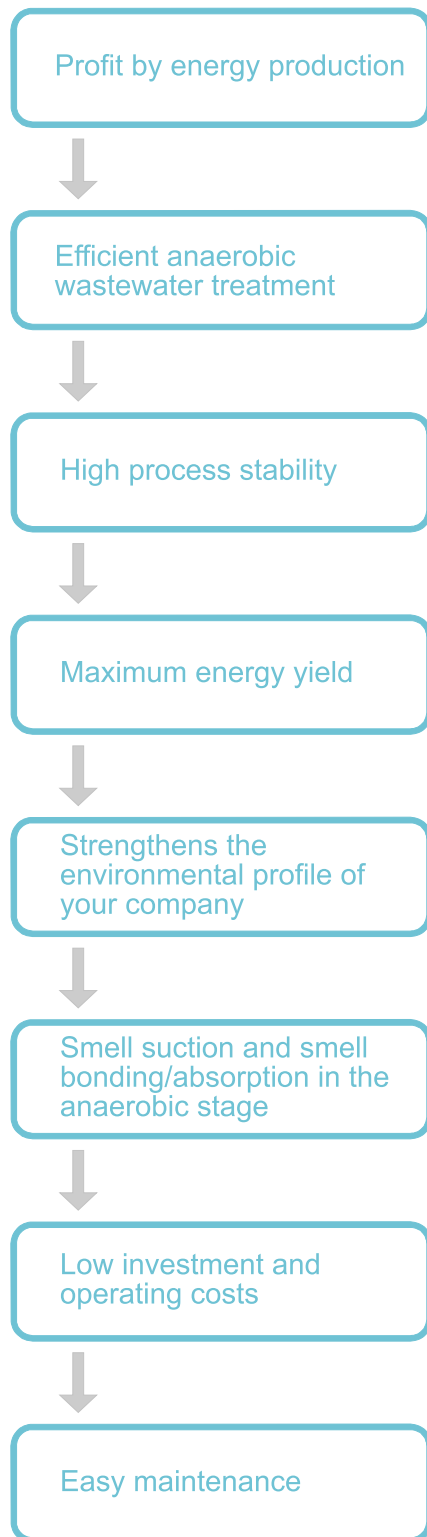 Profit by energy production
Efficient anaerobic
wastewater treatment
High process stability
Maximum energy yield
Strengthens the
environmental profile of
your company
Smell suction and smell
bonding/absorption in the
anaerobic stage
Low investment and
operating costs
Easy maintenance